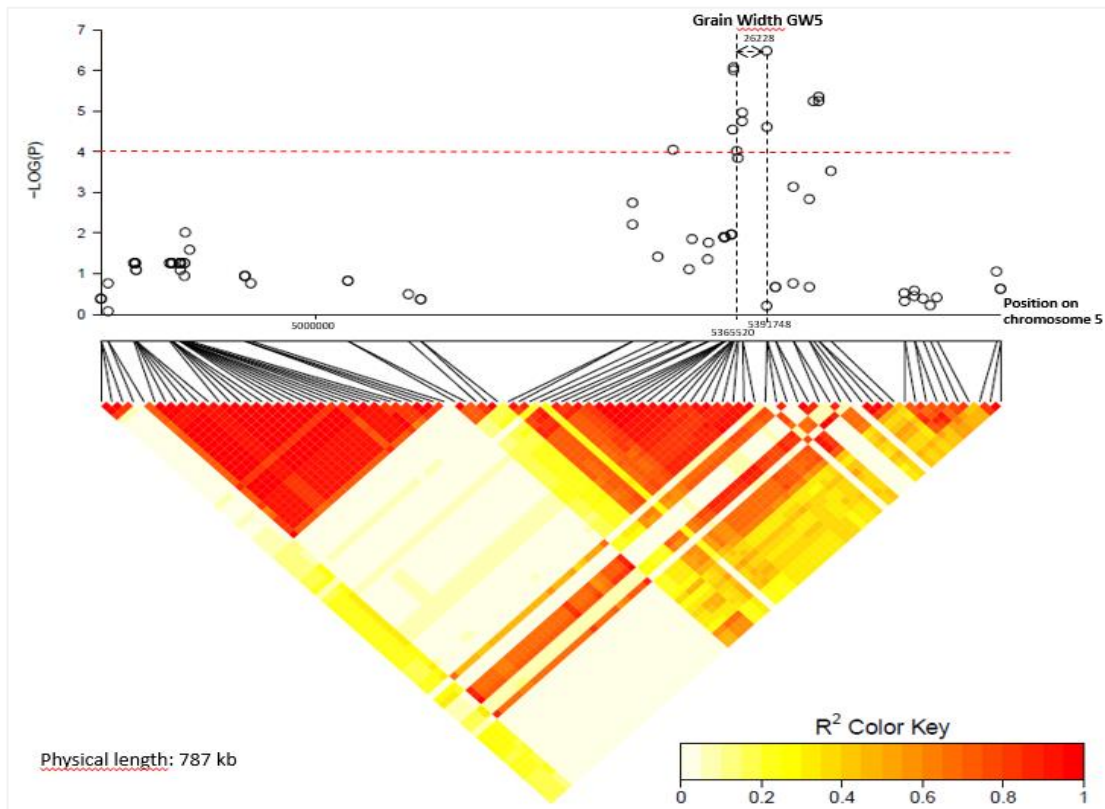 Grain Width GW5
26228
7
6
5
4
3
2
1
0
-LOG(P)
5000000
5365520
5391748
Position on
chromosome 5
Physical length: 787 kb
R² Color Key
0 0.2 0.4 0.6 0.8 1